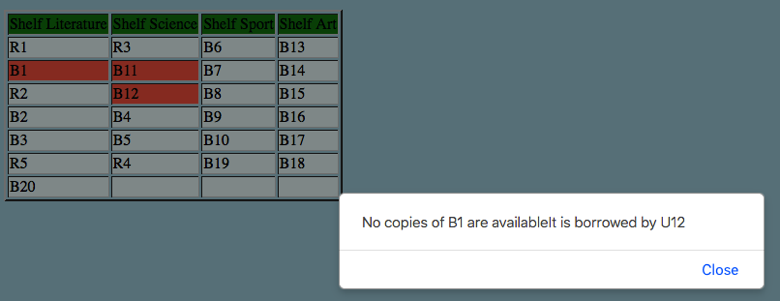 Shelf Literature Shelf Science Shelf Sport Shelf Art
R1 R3 B6 B13
B1 B11 B7 B14
R2 B12 B8 B15
B2 B4 B9 B16
B3 B5 B10 B17
R5 R4 B19 B18
B20
No copies of B1 are availableIt is borrowed by U12
Close